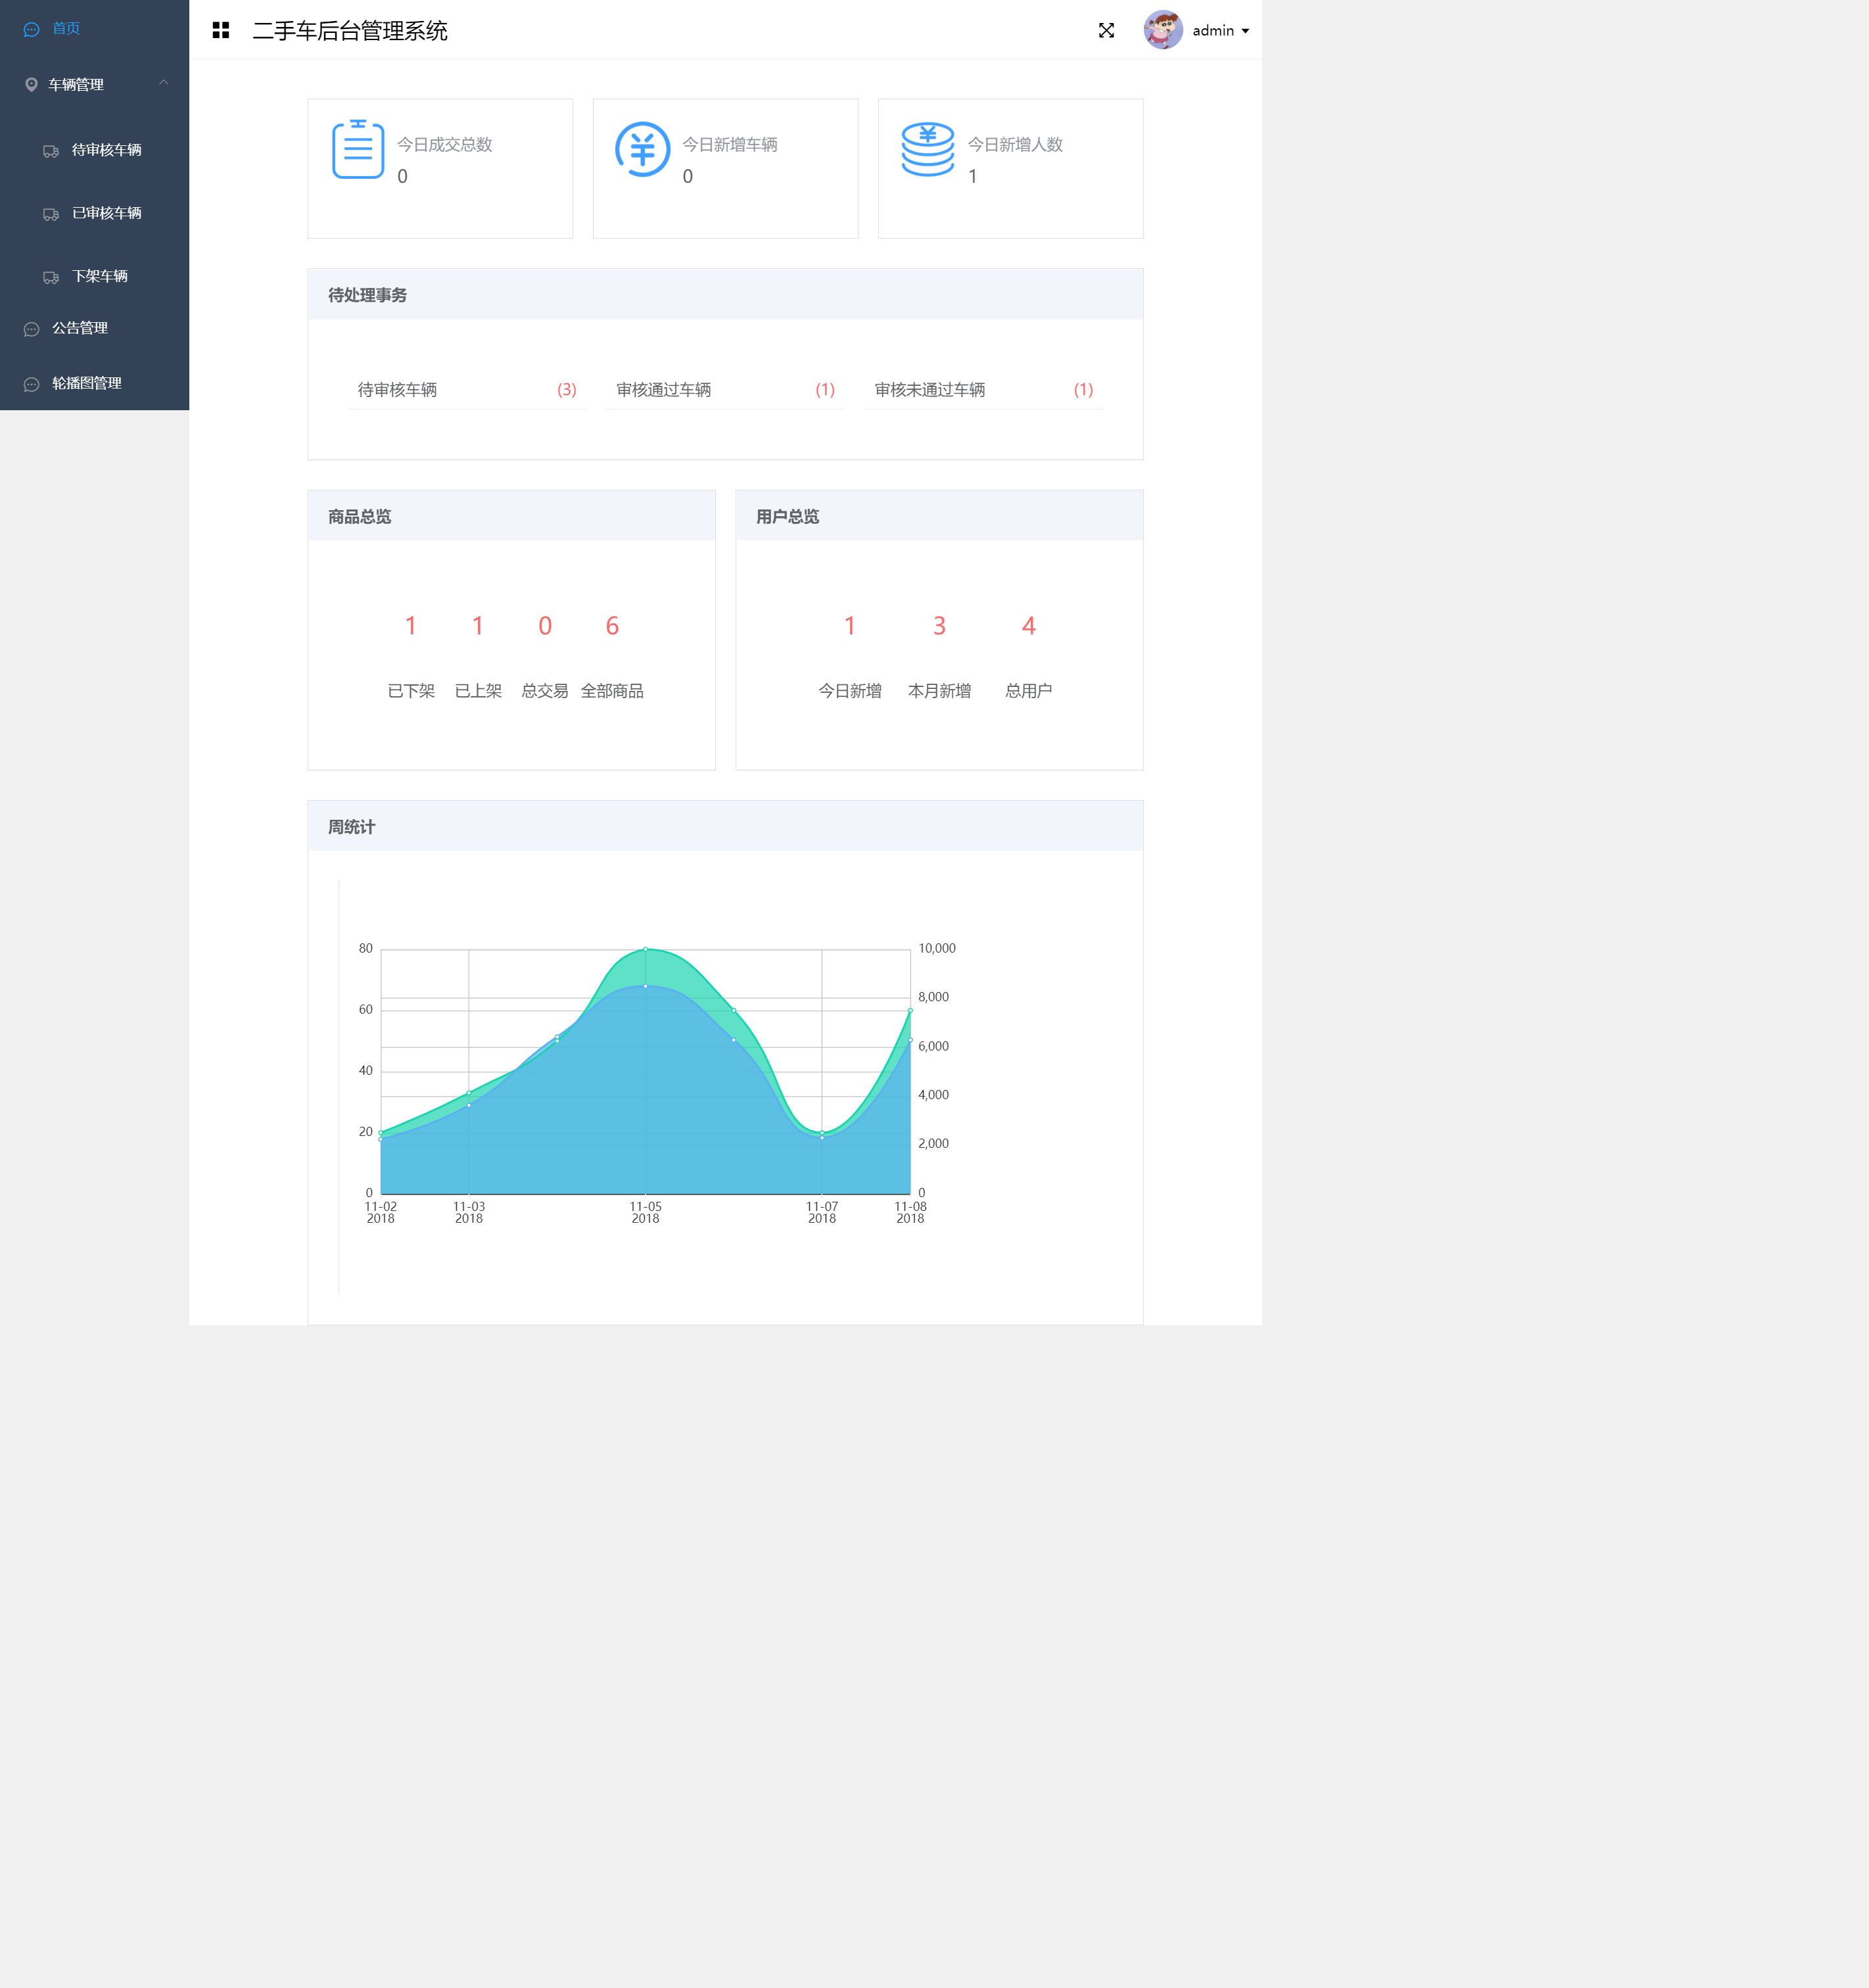 首页
车辆管理
待审核车辆
已审核车辆
下架车辆
公告管理
轮播图管理
二手车后台管理系统
admin
今日成交总数
0
今日新增车辆
0
今日新增人数
1
待处理事务
待审核车辆 (3)
审核通过车辆 (1)
审核未通过车辆 (1)
商品总览
1 1 0 6
已下架 已上架 总交易 全部商品
用户总览
1 3 4
今日新增 本月新增 总用户
周统计
80
60
40
20
0
10,000
8,000
6,000
4,000
2,000
0
11-02 11-03 11-05 11-07 11-08
2018 2018 2018 2018 2018